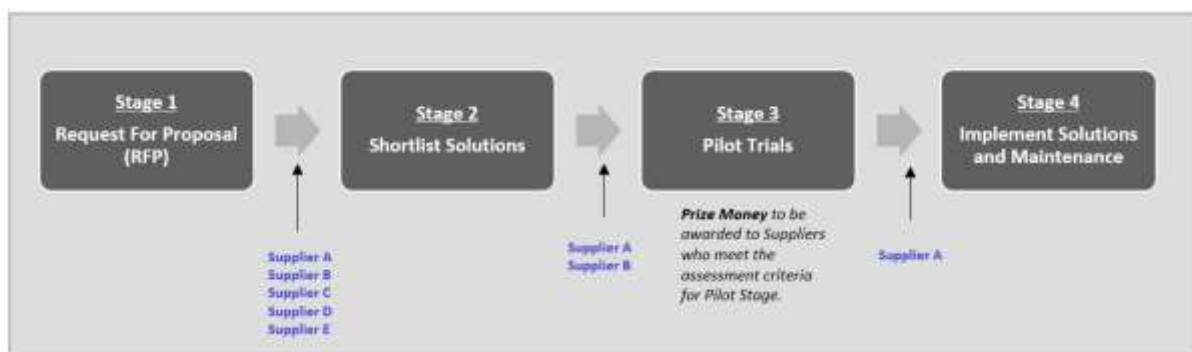 Stage 1
Request For Proposal
(RFP)
Stage 2
Shortlist Solutions
Stage 3
Pilot Trials
Stage 4
Implement Solutions
and Maintenance
Supplier A
Supplier B
Supplier C
Supplier D
Supplier E
Supplier A
Supplier B
Prize Money to be
awarded to Suppliers
who meet the
assessment criteria
for Pilot Stage.
Supplier A